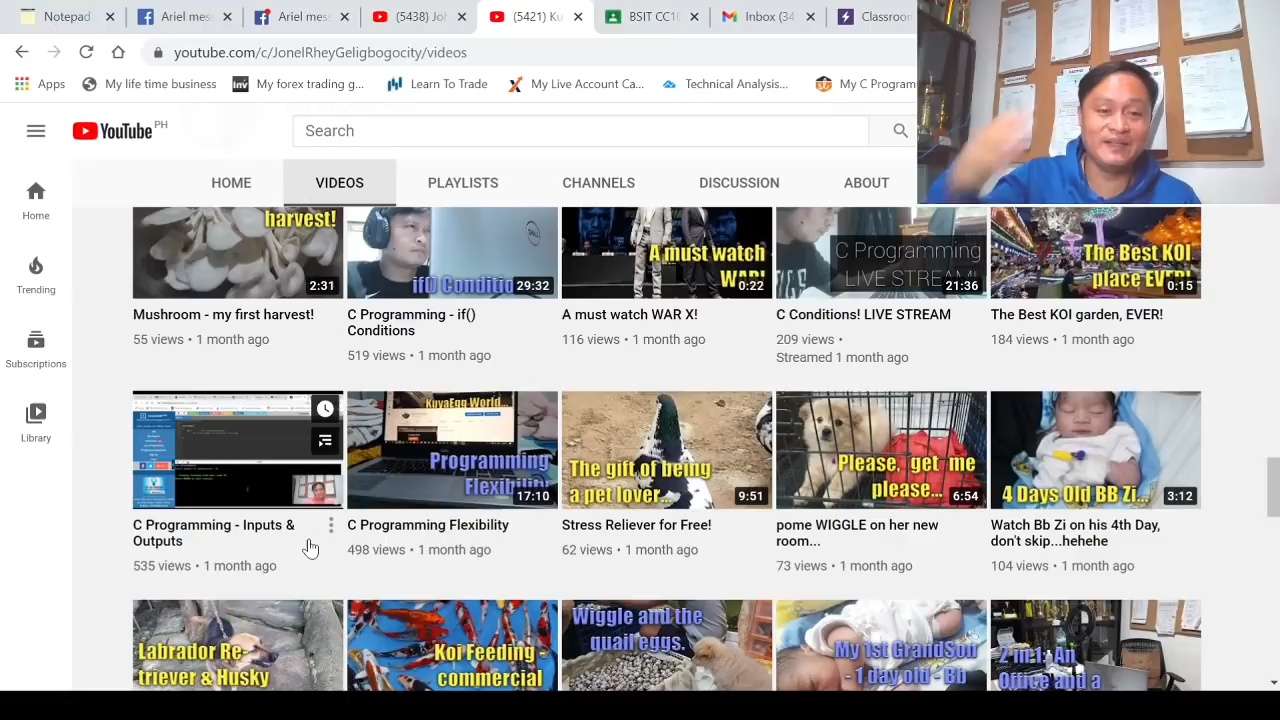 Notepad
Ariel mes
Ariel mes
(5438) Jo
(5421) Ku
BSIT CC1
Inbox (34
Classroo
youtube.com/c/JonelRheyGeligbogocity/videos
Apps
My life time business
My forex trading g...
Learn To Trade
My Live Account Ca...
Technical Analysis...
My C Program
YouTube PH
Search
HOME
VIDEOS
PLAYLISTS
CHANNELS
DISCUSSION
ABOUT
Home
Trending
Subscriptions
Library
harvest!
2:31
if() Conditio
29:32
A must watch
WAR!
0:22
C Programming
LIVE STREAM!
21:36
The Best KOI
place EVER!
0:15
Mushroom - my first harvest!
55 views • 1 month ago
C Programming - if()
Conditions
519 views • 1 month ago
A must watch WAR X!
116 views • 1 month ago
C Conditions! LIVE STREAM
209 views •
Streamed 1 month ago
The Best KOI garden, EVER!
184 views • 1 month ago
KuyaEgg World...
Programming
Flexibility
17:10
The gift of being
a pet lover...
9:51
Please, get me
please...
6:54
4 Days Old BB Zi...
3:12
C Programming - Inputs &
Outputs
535 views • 1 month ago
C Programming Flexibility
498 views • 1 month ago
Stress Reliever for Free!
62 views • 1 month ago
pome WIGGLE on her new
room...
73 views • 1 month ago
Watch Bb Zi on his 4th Day,
don't skip...hehehe
104 views • 1 month ago
Labrador Re-
triever & Husky
Koi Feeding -
commercial
Wiggle and the
quail eggs.
My 1st GrandSon
- 1 day old - Bb
2 in 1: An
Office and a